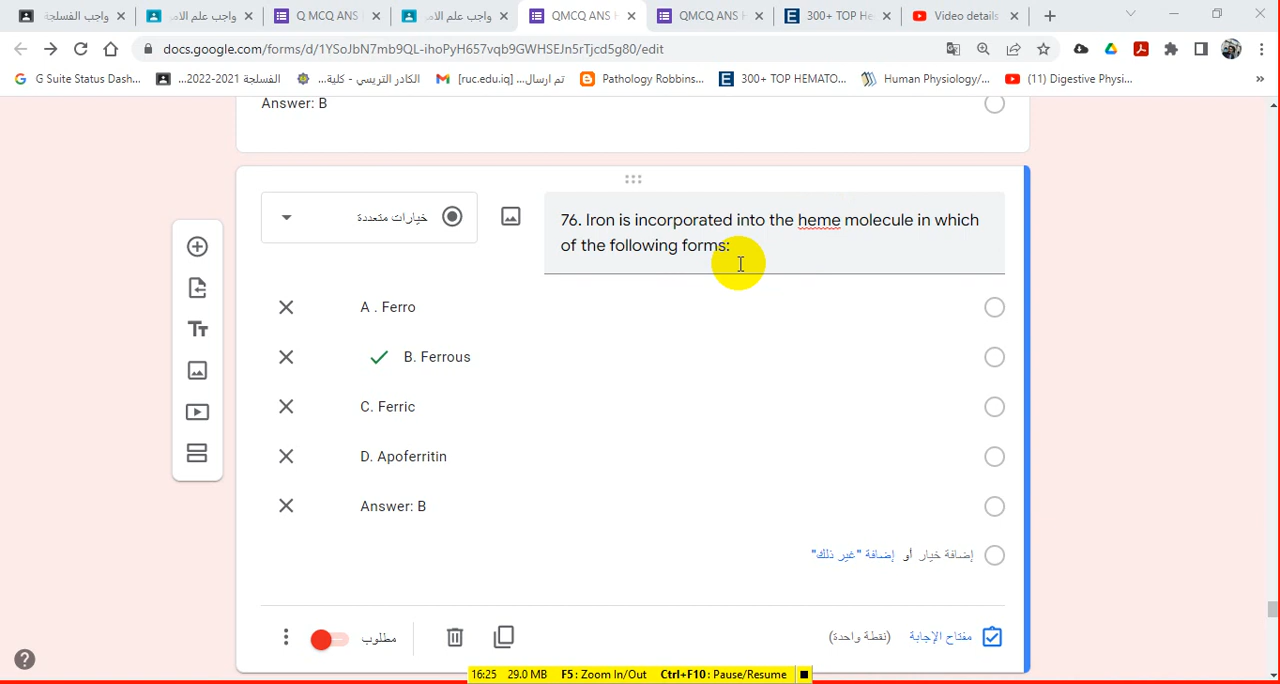 واجب الفسلجة
واجب علم الامر
Q MCQ ANS
واجب علم الامر
QMCQ ANS H
QMCQ ANS H
300+ TOP He
Video details
docs.google.com/forms/d/1YSoJbN7mb9QL-ihoPyH657vqb9GWHSEJn5rTjcd5g80/edit
G Suite Status Dash...
الفسلجة 2021-2022...
الكادر التريسي - كلية...
تم ارسال... [ruc.edu.iq]
Pathology Robbins...
300+ TOP HEMATO...
Human Physiology/...
(11) Digestive Physi...
»
Answer: B
خيارات متعددة
76. Iron is incorporated into the heme molecule in which
of the following forms:
A . Ferro
B. Ferrous
C. Ferric
D. Apoferritin
Answer: B
إضافة خيار أو إضافة "غير ذلك"
مطلوب
مفتاح الإجابة (نقطة واحدة)
16:25 29.0 MB F5: Zoom In/Out Ctrl+F10: Pause/Resume